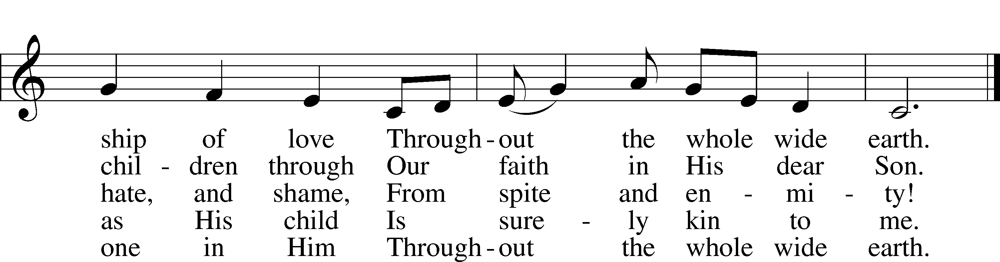 ship of love Through - out the whole wide earth.
chil - dren through Our faith in His dear Son.
hate, and shame, From spite and en - mi - ty!
as His child Is sure - ly kin to me.
one in Him Through - out the whole wide earth.